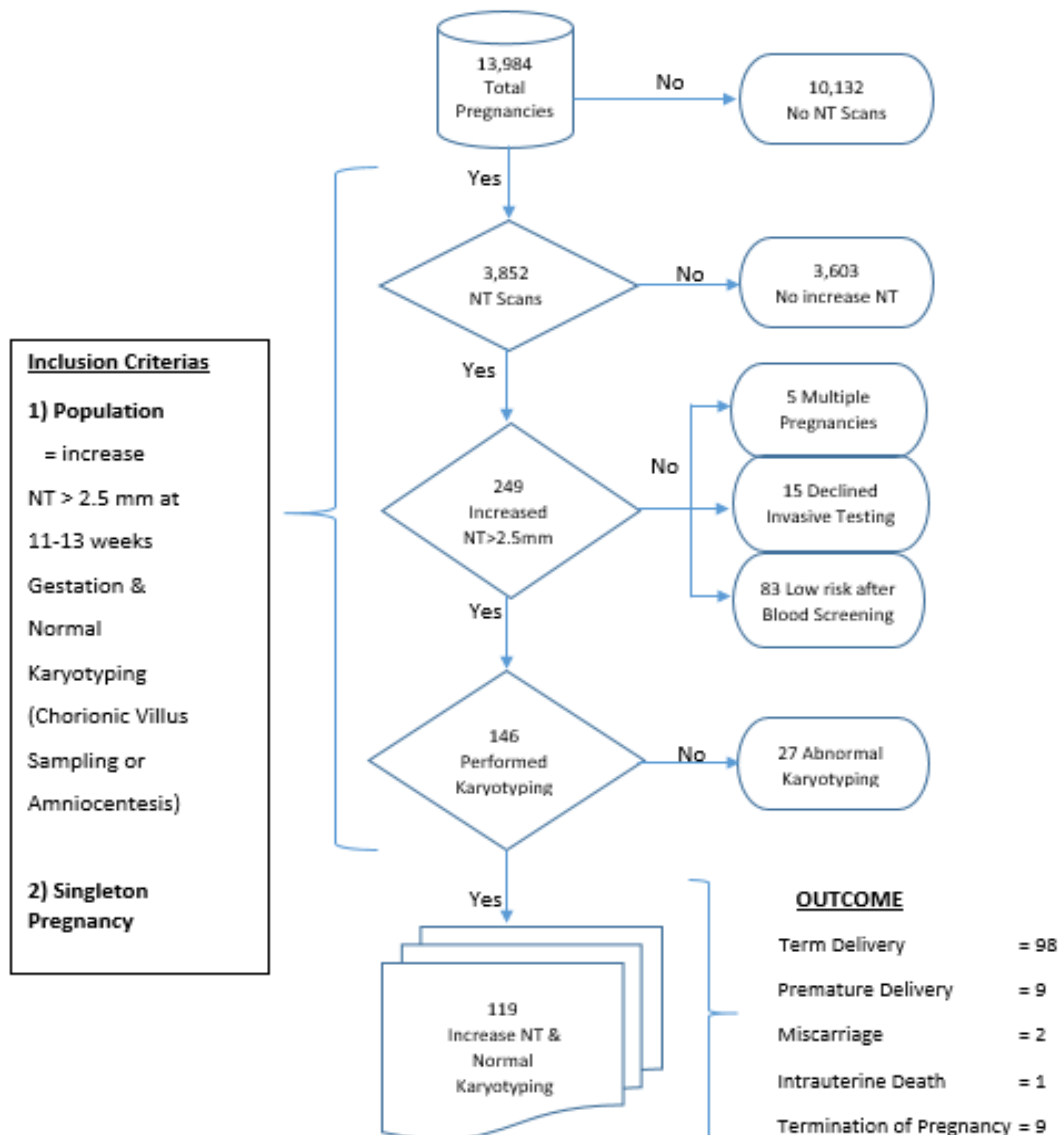 13,984
Total
Pregnancies
No
10,132
No NT Scans
Yes
3,852
NT Scans
No
3,603
No increase NT
Yes
249
Increased
NT>2.5mm
No
5 Multiple
Pregnancies
15 Declined
Invasive Testing
83 Low risk after
Blood Screening
Yes
146
Performed
Karyotyping
No
27 Abnormal
Karyotyping
Yes
119
Increase NT &
Normal
Karyotyping
Inclusion Criterias
1) Population
= increase
NT > 2.5 mm at
11-13 weeks
Gestation &
Normal
Karyotyping
(Chorionic Villus
Sampling or
Amniocentesis)
2) Singleton
Pregnancy
OUTCOME
Term Delivery = 98
Premature Delivery = 9
Miscarriage = 2
Intrauterine Death = 1
Termination of Pregnancy = 9